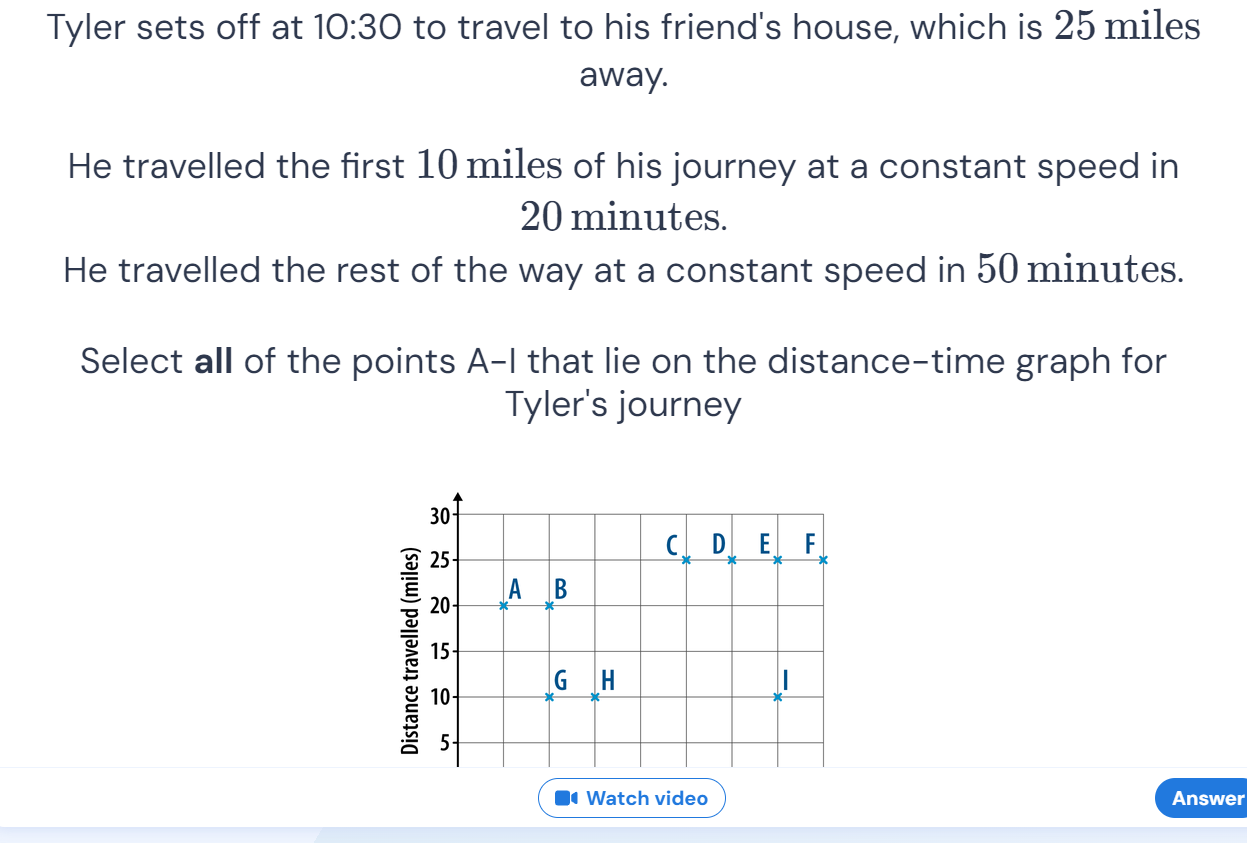 Tyler sets off at 10:30 to travel to his friend's house, which is 25 miles
away.
He travelled the first 10 miles of his journey at a constant speed in
20 minutes.
He travelled the rest of the way at a constant speed in 50 minutes.
Select all of the points A-I that lie on the distance-time graph for
Tyler's journey
Distance travelled (miles)
30
C D E F
25
A B
20
15
G H I
10
5
Watch video
Answer